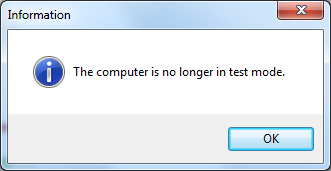 Information
The computer is no longer in test mode.
OK